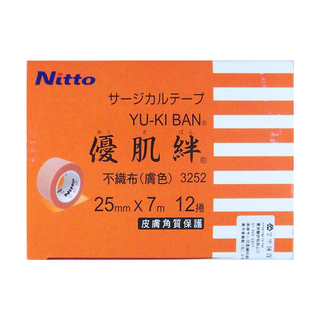 Nitto
サージカルテープ
YU-KI BAN©
ゆう き ばん
優肌絆®
不織布(膚色) 3252
25mm X 7m 12捲
皮膚角質保護